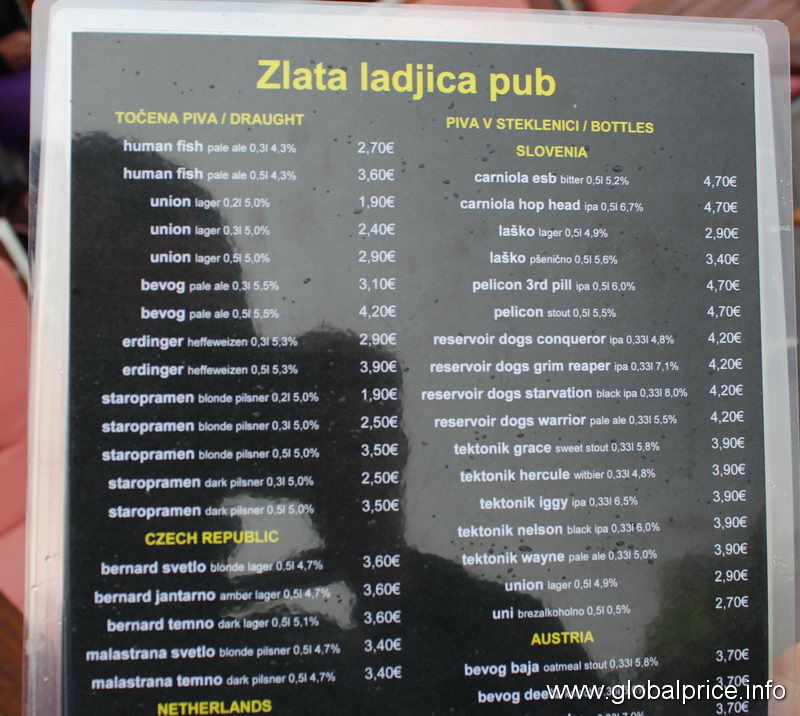 Zlata ladjica pub
TOČENA PIVA / DRAUGHT
human fish pale ale 0,3l 4,3% 2,70€
human fish pale ale 0,5l 4,3% 3,60€
union lager 0,2l 5,0% 1,90€
union lager 0,3l 5,0% 2,40€
union lager 0,5l 5,0% 2,90€
bevog pale ale 0,3l 5,5% 3,10€
bevog pale ale 0,5l 5,5% 4,20€
erdinger heffeweizen 0,3l 5,3% 2,90€
erdinger heffeweizen 0,5l 5,3% 3,90€
staropramen blonde pilsner 0,2l 5,0% 1,90€
staropramen blonde pilsner 0,3l 5,0% 2,50€
staropramen blonde pilsner 0,5l 5,0% 3,50€
staropramen dark pilsner 0,3l 5,0% 2,50€
staropramen dark pilsner 0,5l 5,0% 3,50€
CZECH REPUBLIC
bernard svetlo blonde lager 0,5l 4,7% 3,60€
bernard jantarno amber lager 0,5l 4,7% 3,60€
bernard temno dark lager 0,5l 5,1% 3,60€
malastrana svetlo blonde pilsner 0,5l 4,7% 3,40€
malastrana temno dark pilsner 0,5l 4,7% 3,40€
NETHERLANDS
PIVA V STEKLENICI / BOTTLES
SLOVENIA
carniola esb bitter 0,5l 5,2% 4,70€
carniola hop head ipa 0,5l 6,7% 4,70€
laško lager 0,5l 4,9% 2,90€
laško pšenično 0,5l 5,6% 3,40€
pelicon 3rd pill ipa 0,5l 6,0% 4,70€
pelicon stout 0,5l 5,5% 4,70€
reservoir dogs conqueror ipa 0,33l 4,8% 4,20€
reservoir dogs grim reaper ipa 0,33l 7,1% 4,20€
reservoir dogs starvation black ipa 0,33l 8,0% 4,20€
reservoir dogs warrior pale ale 0,33l 5,5% 4,20€
tektonik grace sweet stout 0,33l 5,8% 3,90€
tektonik hercule witbier 0,33l 4,8% 3,90€
tektonik iggy ipa 0,33l 6,5% 3,90€
tektonik nelson black ipa 0,33l 6,0% 3,90€
tektonik wayne pale ale 0,33l 5,0% 3,90€
union lager 0,5l 4,9% 2,90€
uni brezalkoholno 0,5l 0,5% 2,70€
AUSTRIA
bevog baja oatmeal stout 0,33l 5,8% 3,70€
bevog 3,70€
3,70€
www.globalprice.info